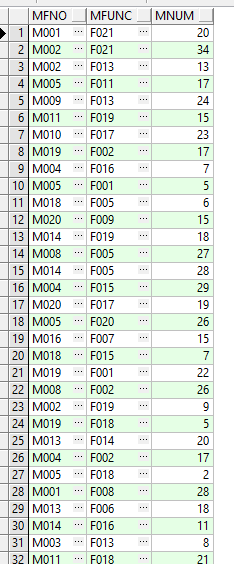 MFNO ... MFUNC ... MNUM ...
1 M001 ... F021 ... 20
2 M002 ... F021 ... 34
3 M002 ... F013 ... 13
4 M005 ... F011 ... 17
5 M009 ... F013 ... 24
6 M011 ... F019 ... 15
7 M010 ... F017 ... 23
8 M019 ... F002 ... 17
9 M004 ... F016 ... 7
10 M005 ... F001 ... 5
11 M018 ... F005 ... 6
12 M020 ... F009 ... 15
13 M014 ... F019 ... 18
14 M008 ... F005 ... 27
15 M014 ... F005 ... 28
16 M004 ... F015 ... 29
17 M020 ... F017 ... 19
18 M005 ... F020 ... 26
19 M016 ... F007 ... 15
20 M018 ... F015 ... 7
21 M019 ... F001 ... 22
22 M008 ... F002 ... 26
23 M002 ... F019 ... 9
24 M019 ... F018 ... 5
25 M013 ... F014 ... 20
26 M004 ... F002 ... 17
27 M005 ... F018 ... 2
28 M001 ... F008 ... 28
29 M013 ... F006 ... 18
30 M014 ... F016 ... 11
31 M003 ... F013 ... 8
32 M011 ... F018 ... 21